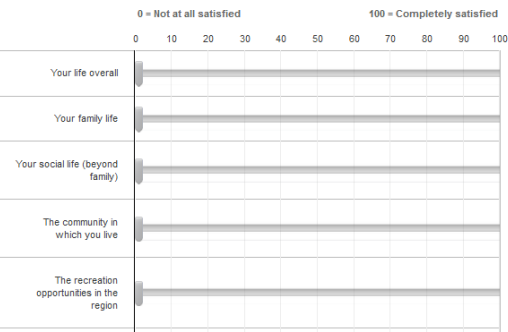 0 = Not at all satisfied 100 = Completely satisfied
0 10 20 30 40 50 60 70 80 90 100
Your life overall
Your family life
Your social life (beyond
family)
The community in
which you live
The recreation
opportunities in the
region